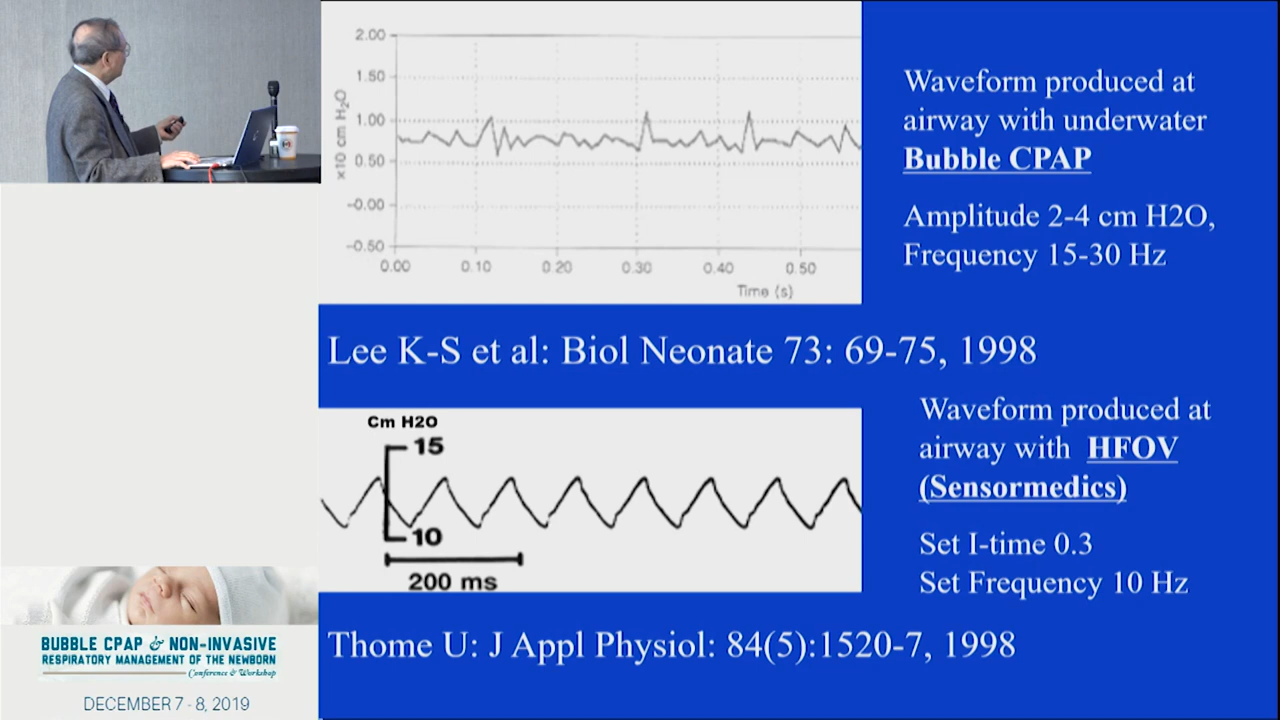 2.00
1.50
1.00
0.50
-0.00
-0.50
x10 cm H2O
0.00 0.10 0.20 0.30 0.40 0.50
Time (s)
Waveform produced at
airway with underwater
Bubble CPAP
Amplitude 2-4 cm H2O,
Frequency 15-30 Hz
Lee K-S et al: Biol Neonate 73: 69-75, 1998
Cm H2O
15
10
200 ms
Waveform produced at
airway with HFOV
(Sensormedics)
Set I-time 0.3
Set Frequency 10 Hz
Thome U: J Appl Physiol: 84(5):1520-7, 1998
BUBBLE CPAP & NON-INVASIVE
RESPIRATORY MANAGEMENT OF THE NEWBORN
Conference & Workshop
DECEMBER 7 - 8, 2019